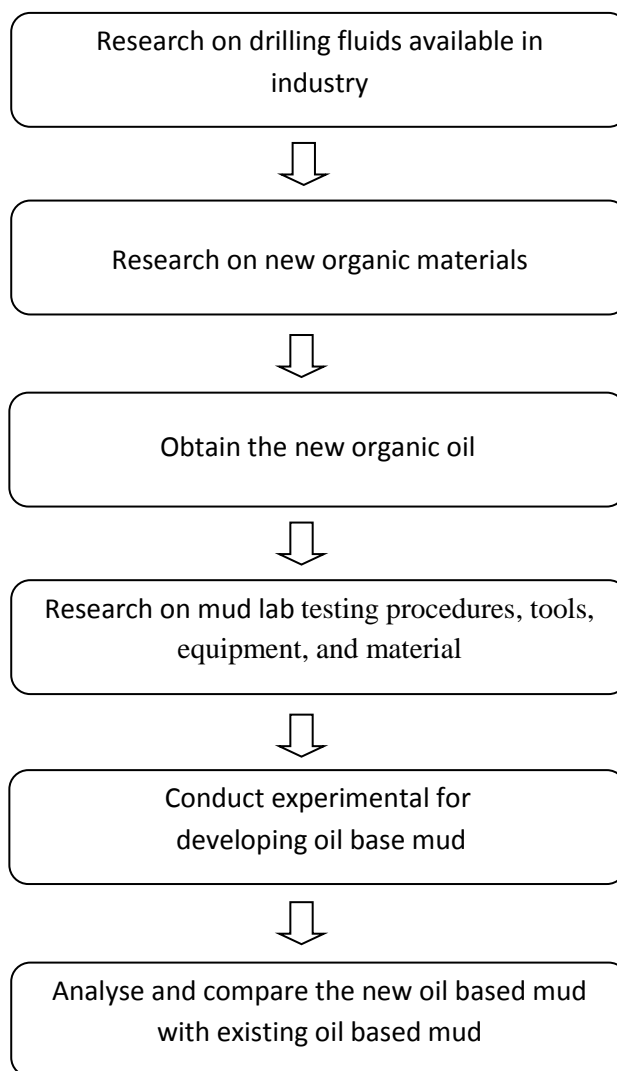 Research on drilling fluids available in
industry
Research on new organic materials
Obtain the new organic oil
Research on mud lab testing procedures, tools,
equipment, and material
Conduct experimental for
developing oil base mud
Analyse and compare the new oil based mud
with existing oil based mud